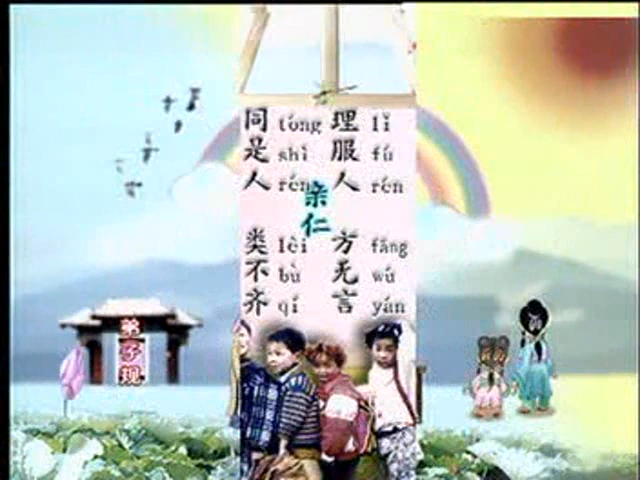 理 lǐ
服 fú
人 rén
方 fāng
无 wú
言 yán
同 tóng
是 shì
人 rén
类 lèi
不 bù
齐 qí
亲仁
弟子规